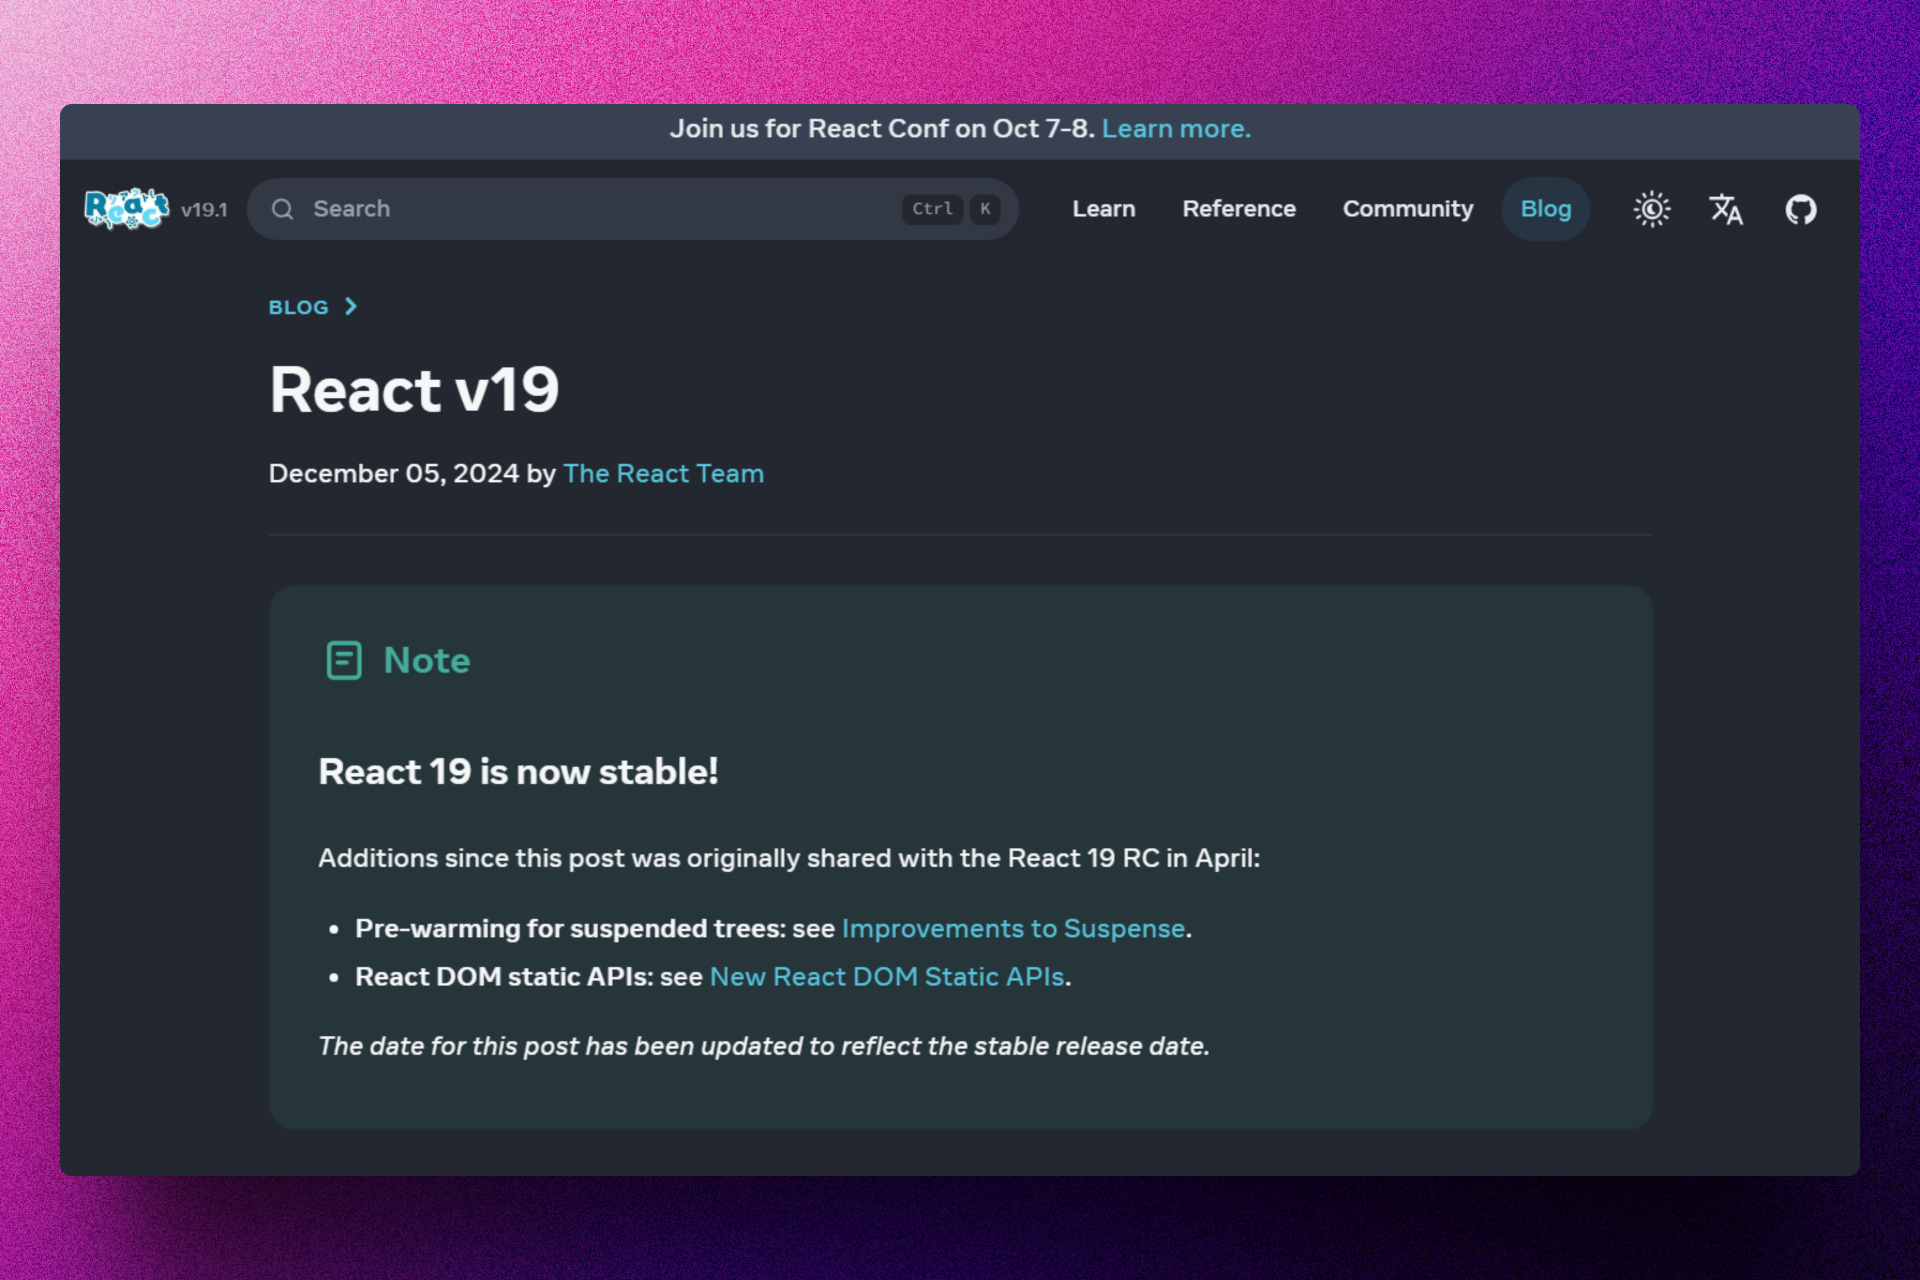 Join us for React Conf on Oct 7-8. Learn more.
React v19.1 Search Ctrl K Learn Reference Community Blog
BLOG
React v19
December 05, 2024 by The React Team
Note
React 19 is now stable!
Additions since this post was originally shared with the React 19 RC in April:
• Pre-warming for suspended trees: see Improvements to Suspense.
• React DOM static APIs: see New React DOM Static APIs.
The date for this post has been updated to reflect the stable release date.